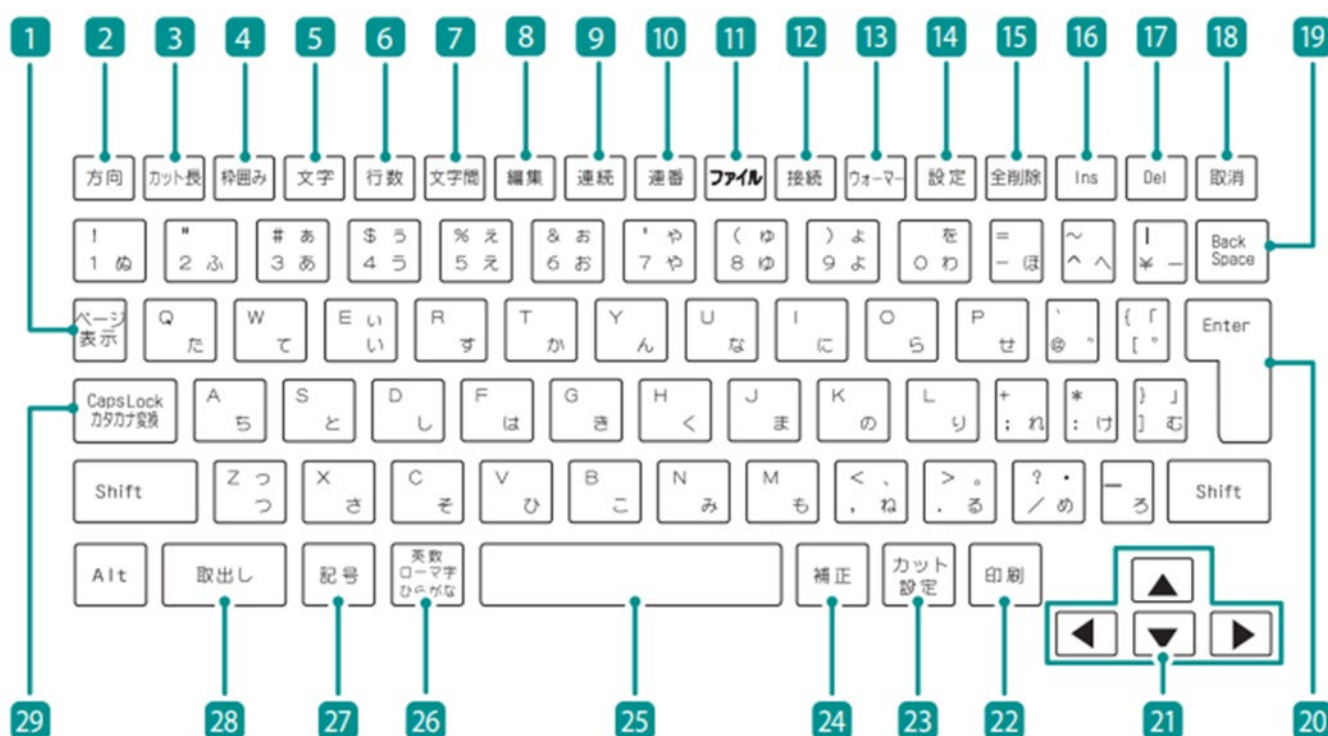 1 2 3 4 5 6 7 8 9 10 11 12 13 14 15 16 17 18 19
方向 カット長 枠囲み 文字 行数 文字間 編集 連続 連番 ファイル 接続 ウォーマー 設定 全削除 Ins Del 取消
! " # ぁ $ ぅ % ぇ & ぉ ' ゃ ( ゅ ) ょ を = ~ | Back
1 ぬ 2 ふ 3 あ 4 う 5 え 6 お 7 や 8 ゆ 9 よ 0 わ - ほ ^ へ ¥ ー Space
ページ Q W E ぃ R T Y U I O P ` { 「 Enter
表示 た て い す か ん な に ら せ @ ゛ [ ゜
CapsLock A S D F G H J K L + * } 」
カタカナ変換 ち と し は き く ま の り ; れ : け ] む
Shift Z っ X C V B N M < 、 > 。 ? ・ _ Shift
つ さ そ ひ こ み も , ね . る / め ろ
Alt 取出し 記号 英数 補正 カット 印刷 ▲
ローマ字 設定
ひらがな ◀ ▼ ▶
29 28 27 26 25 24 23 22 21 20